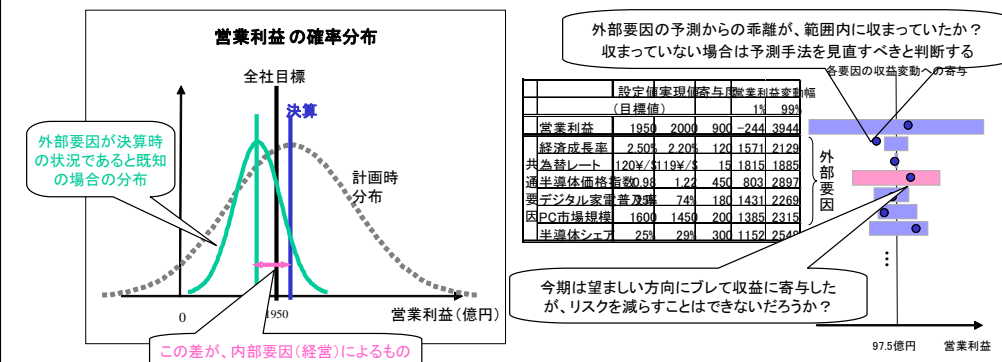 営業利益の確率分布
全社目標
決算
外部要因が決算時
の状況であると既知
の場合の分布
計画時
分布
0
1950
営業利益(億円)
この差が、内部要因(経営)によるもの
外部要因の予測からの乖離が、範囲内に収まっていたか?
収まっていない場合は予測手法を見直すべきと判断する
各要因の収益変動への寄与
設定値 実現値 寄与度 営業利益変動幅
(目標値) 1% 99%
営業利益 1950 2000 900 -244 3944
共通要因
経済成長率 2.50% 2.20% 120 1571 2129
為替レート 120¥/$ 119¥/$ 15 1815 1885
半導体価格指数 0.98 1.22 450 803 2897
デジタル家電普及率 74% 180 1431 2269
PC市場規模 1600 1450 200 1385 2315
半導体シェア 25% 29% 300 1152 2548
外部要因
⋮
今期は望ましい方向にブレて収益に寄与した
が、リスクを減らすことはできないだろうか?
97.5億円 営業利益